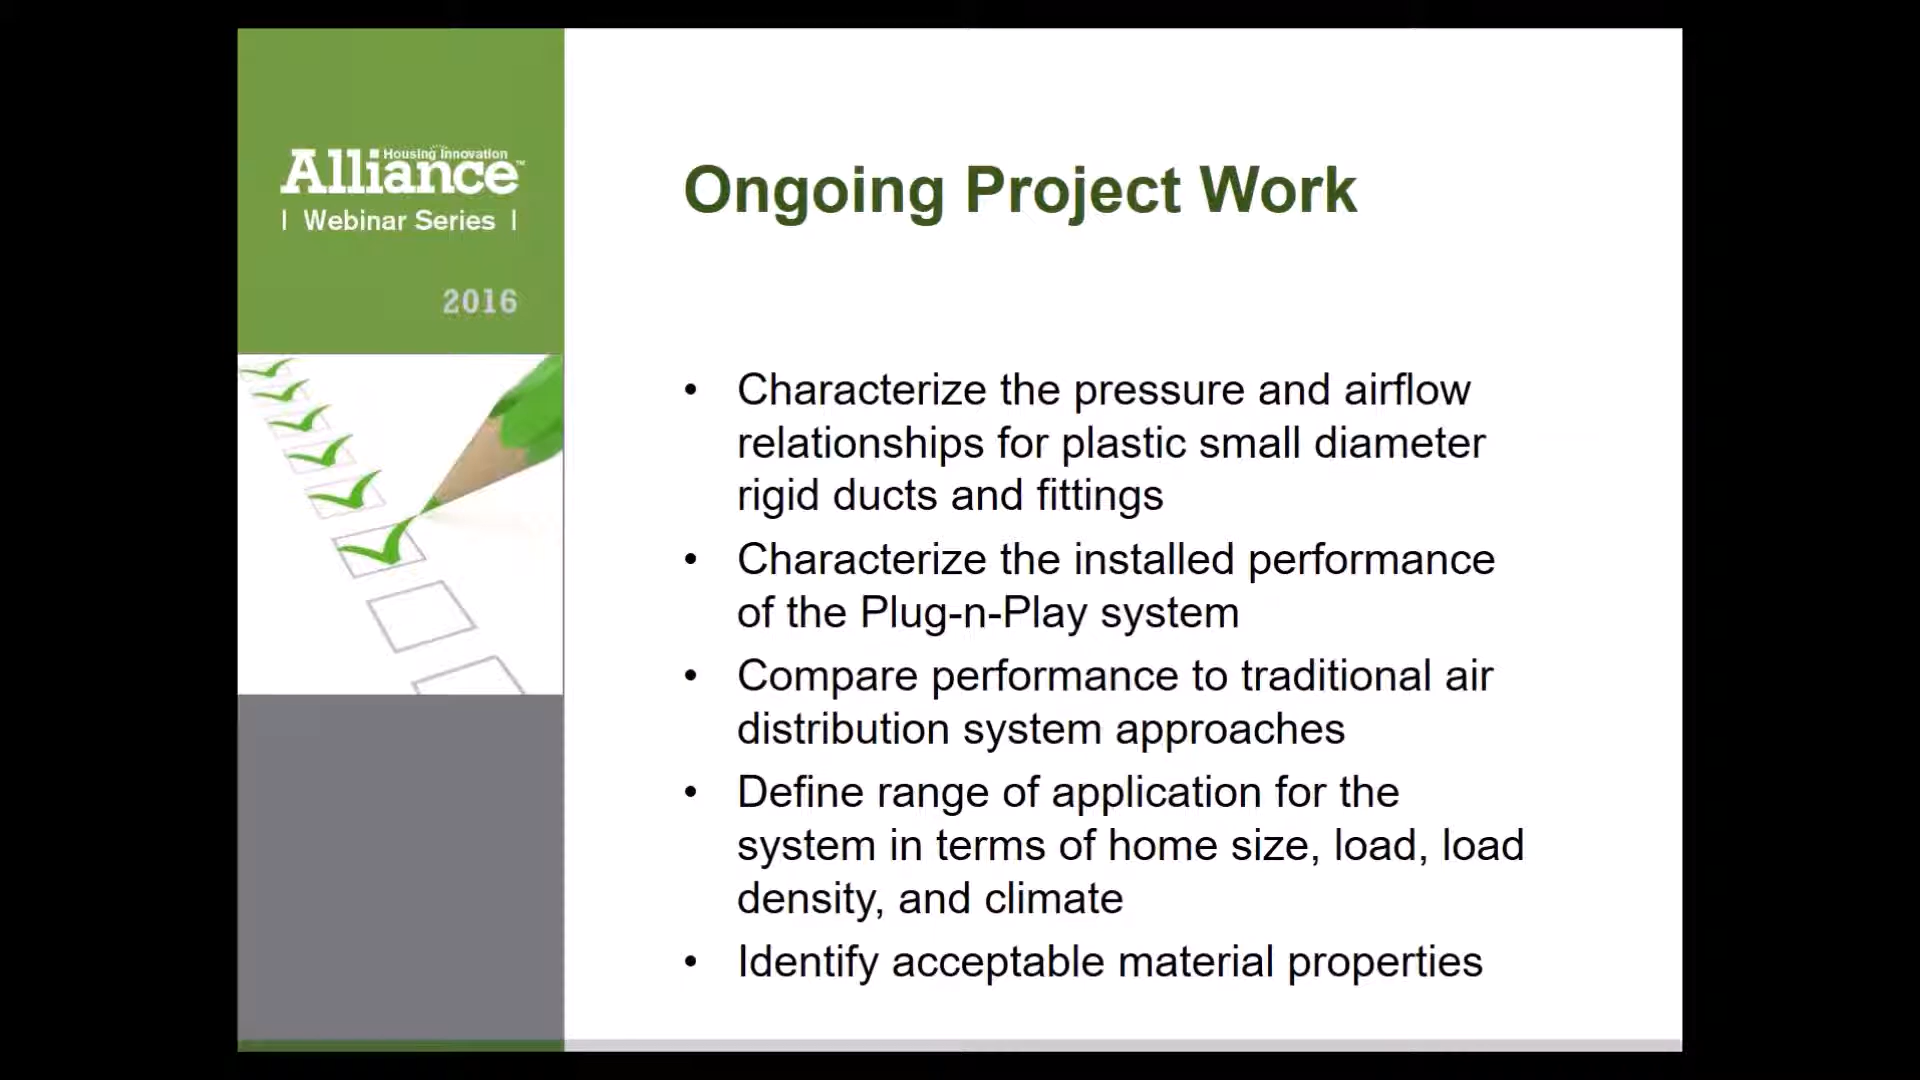 Housing Innovation
Alliance™
| Webinar Series |
2016
Ongoing Project Work
• Characterize the pressure and airflow
relationships for plastic small diameter
rigid ducts and fittings
• Characterize the installed performance
of the Plug-n-Play system
• Compare performance to traditional air
distribution system approaches
• Define range of application for the
system in terms of home size, load, load
density, and climate
• Identify acceptable material properties